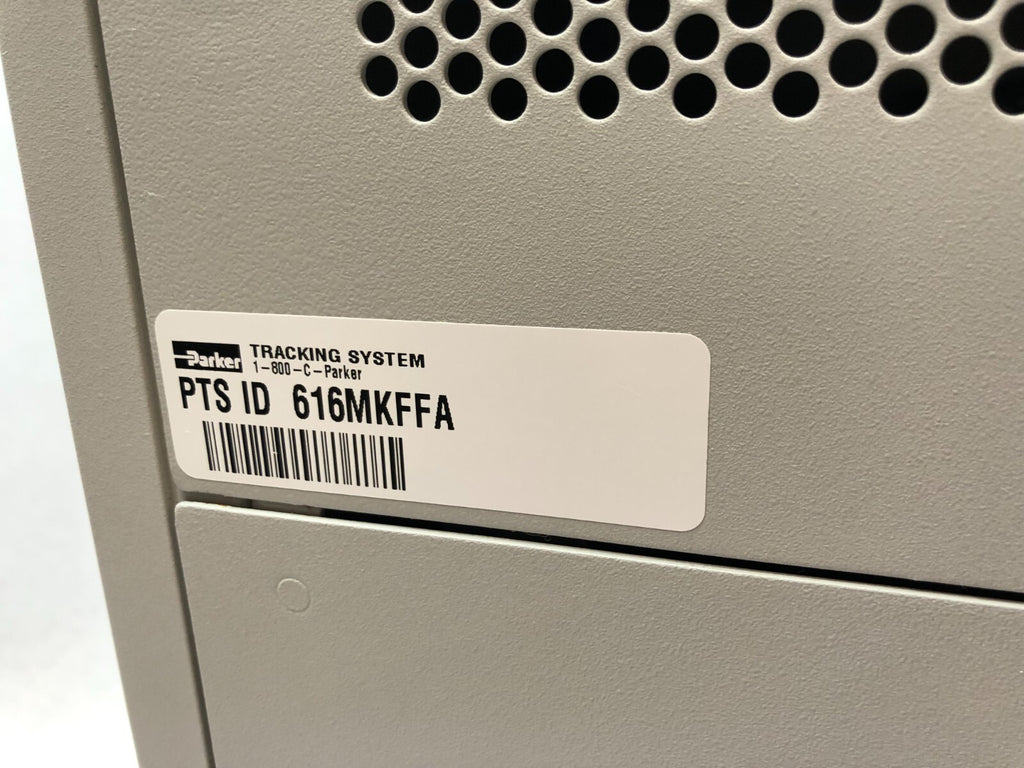 Parker TRACKING SYSTEM
1-800-C-Parker
PTS ID 616MKFFA